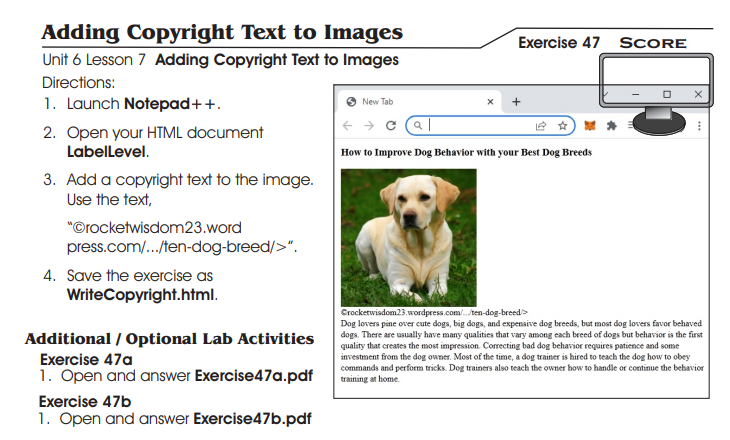 Adding Copyright Text to Images
Exercise 47 SCORE
Unit 6 Lesson 7 Adding Copyright Text to Images
Directions:
1. Launch Notepad++.
2. Open your HTML document
LabelLevel.
3. Add a copyright text to the image.
Use the text,
“©rocketwisdom23.word
press.com/.../ten-dog-breed/>”.
4. Save the exercise as
WriteCopyright.html.
Additional / Optional Lab Activities
Exercise 47a
1. Open and answer Exercise47a.pdf
Exercise 47b
1. Open and answer Exercise47b.pdf
New Tab
How to Improve Dog Behavior with your Best Dog Breeds
©rocketwisdom23.wordpress.com/.../ten-dog-breed/>
Dog lovers pine over cute dogs, big dogs, and expensive dog breeds, but most dog lovers favor behaved
dogs. There are usually have many qualities that vary among each breed of dogs but behavior is the first
quality that creates the most impression. Correcting bad dog behavior requires patience and some
investment from the dog owner. Most of the time, a dog trainer is hired to teach the dog how to obey
commands and perform tricks. Dog trainers also teach the owner how to handle or continue the behavior
training at home.